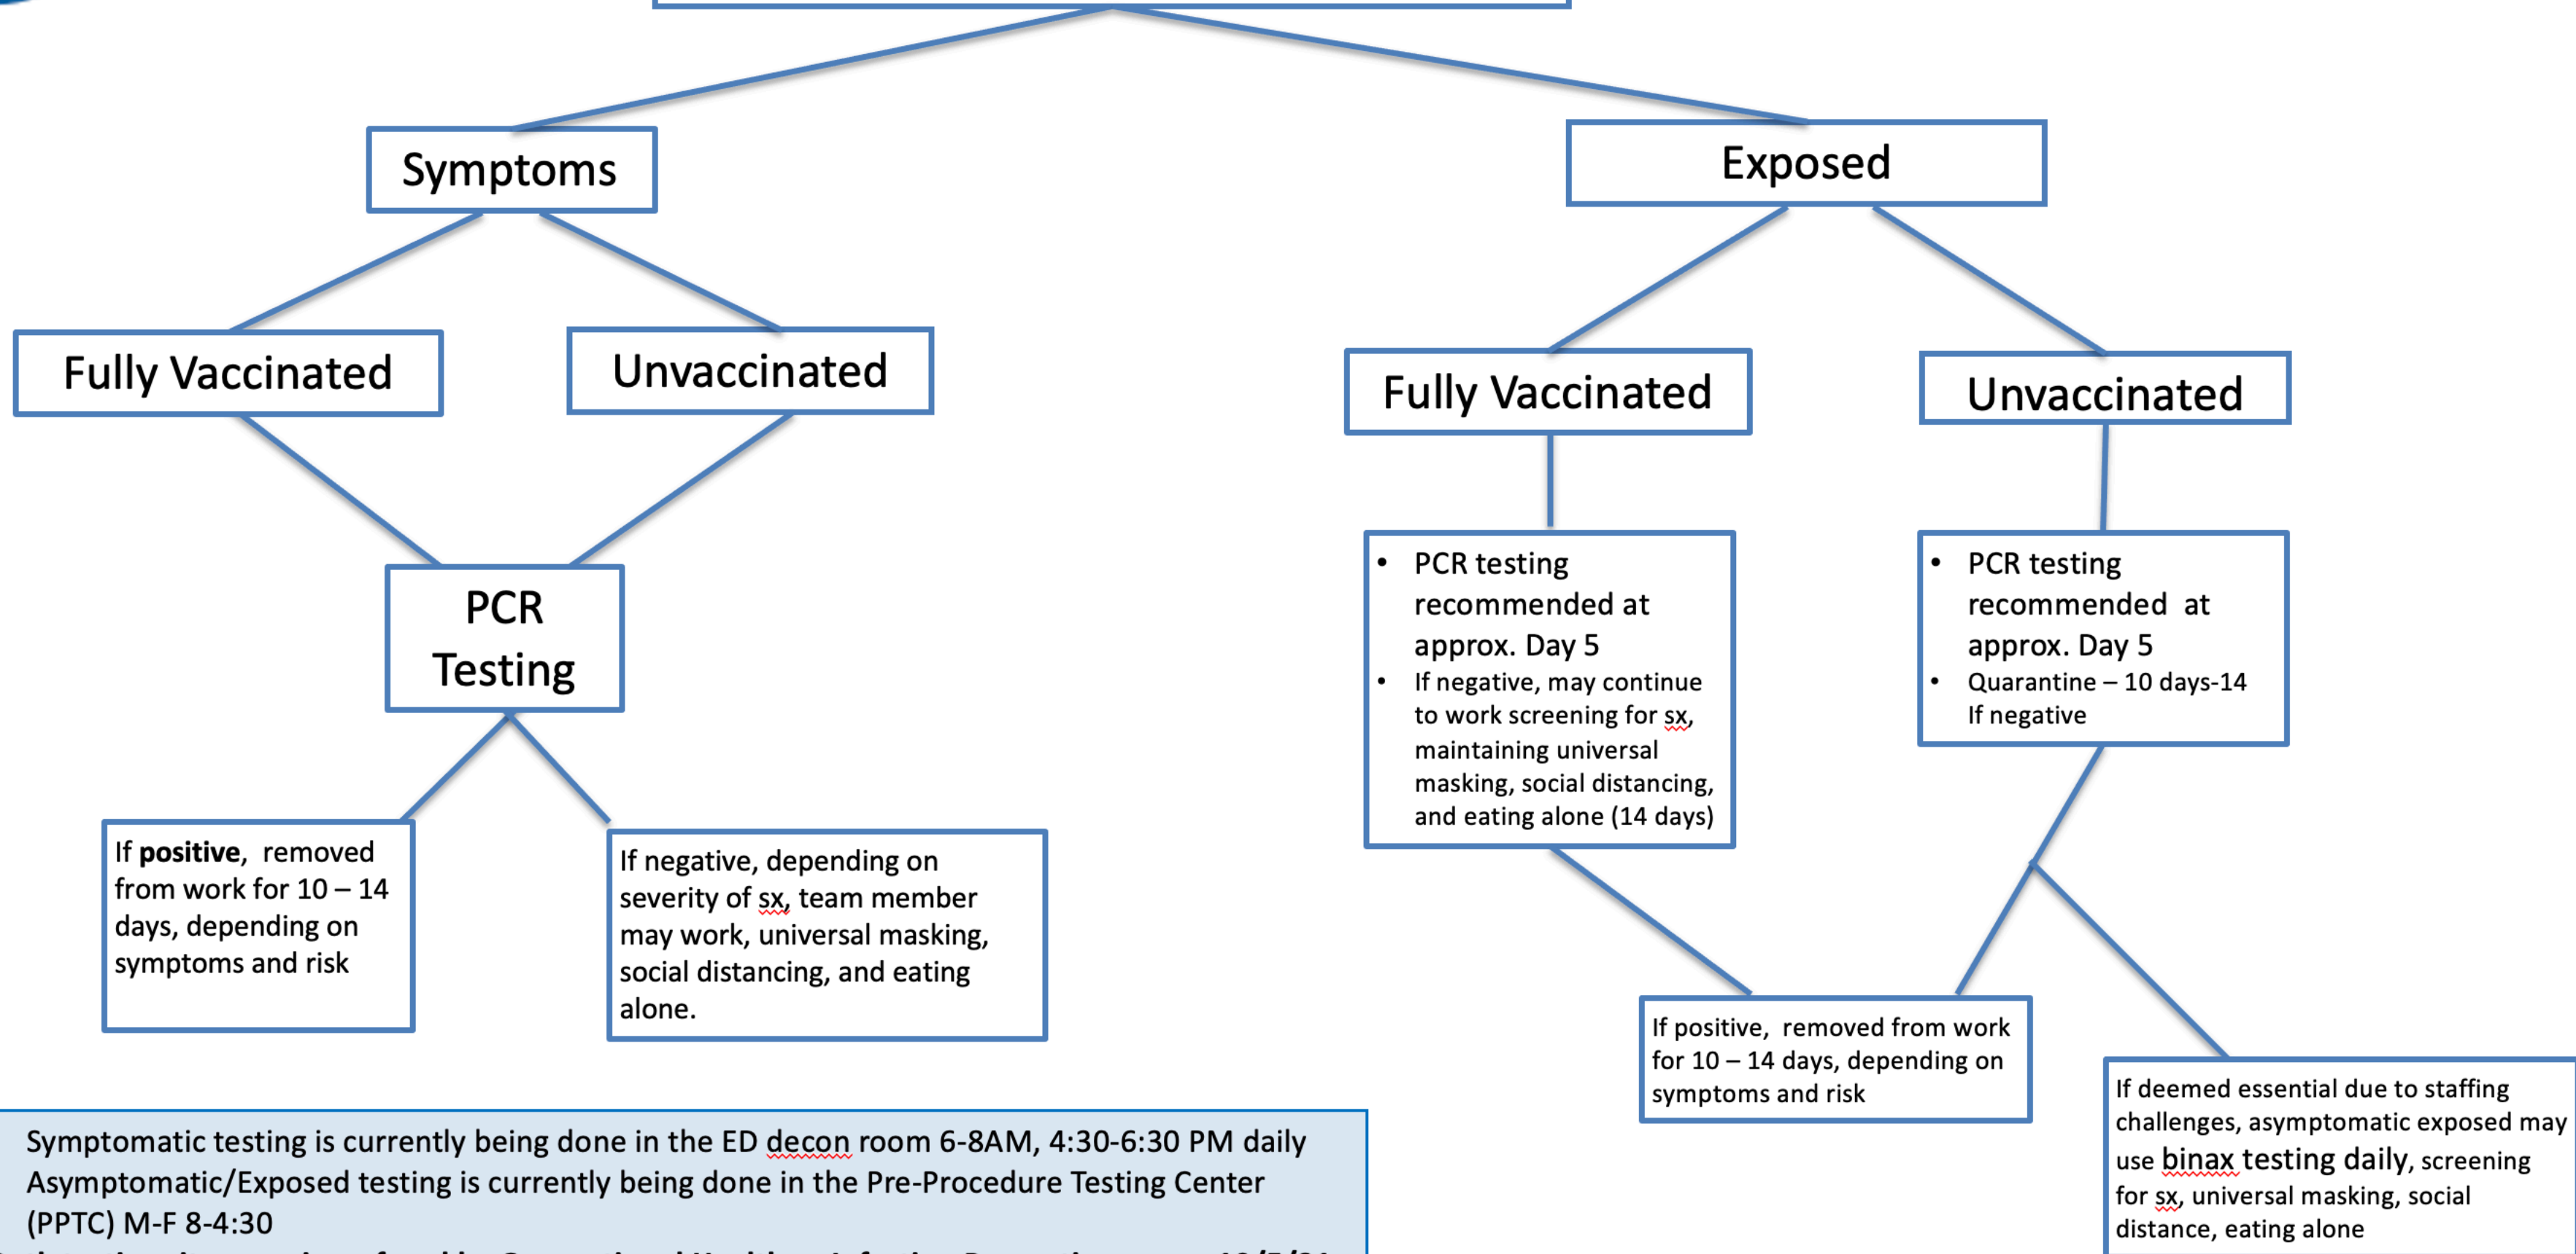 Symptoms
Exposed
Fully Vaccinated
Unvaccinated
Fully Vaccinated
Unvaccinated
PCR
Testing
• PCR testing
recommended at
approx. Day 5
• If negative, may continue
to work screening for sx,
maintaining universal
masking, social distancing,
and eating alone (14 days)
• PCR testing
recommended at
approx. Day 5
• Quarantine – 10 days-14
If negative
If positive, removed
from work for 10 – 14
days, depending on
symptoms and risk
If negative, depending on
severity of sx, team member
may work, universal masking,
social distancing, and eating
alone.
If positive, removed from work
for 10 – 14 days, depending on
symptoms and risk
If deemed essential due to staffing
challenges, asymptomatic exposed may
use binax testing daily, screening
for sx, universal masking, social
distance, eating alone
Symptomatic testing is currently being done in the ED decon room 6-8AM, 4:30-6:30 PM daily
Asymptomatic/Exposed testing is currently being done in the Pre-Procedure Testing Center
(PPTC) M-F 8-4:30